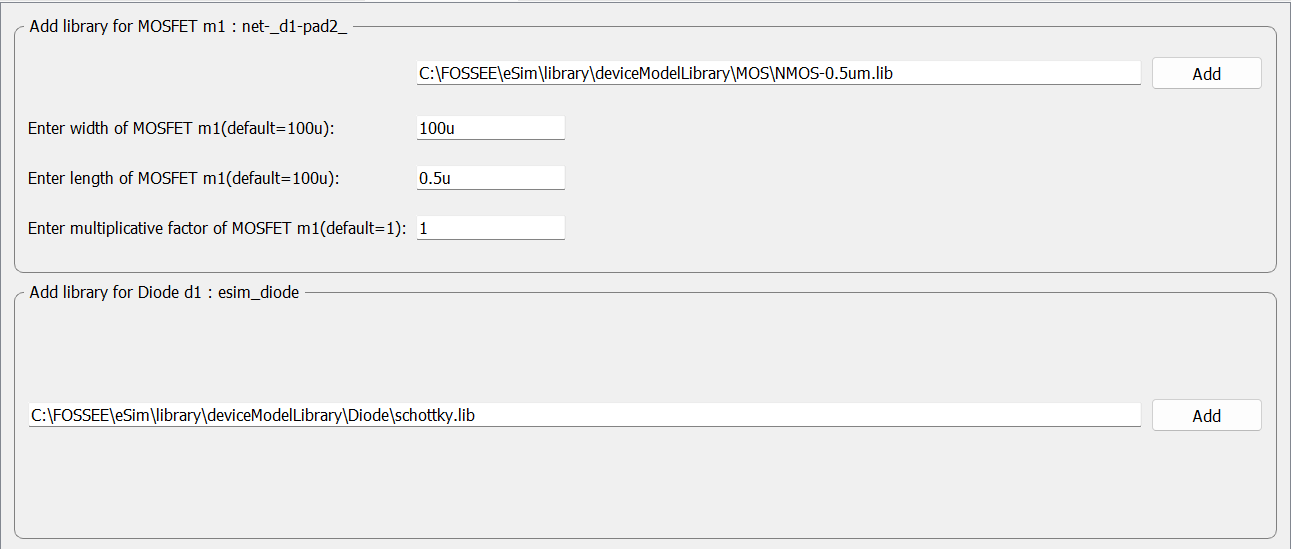 Add library for MOSFET m1 : net-_d1-pad2_
C:\FOSSEE\eSim\library\deviceModelLibrary\MOS\NMOS-0.5um.lib Add
Enter width of MOSFET m1(default=100u): 100u
Enter length of MOSFET m1(default=100u): 0.5u
Enter multiplicative factor of MOSFET m1(default=1): 1
Add library for Diode d1 : esim_diode
C:\FOSSEE\eSim\library\deviceModelLibrary\Diode\schottky.lib Add